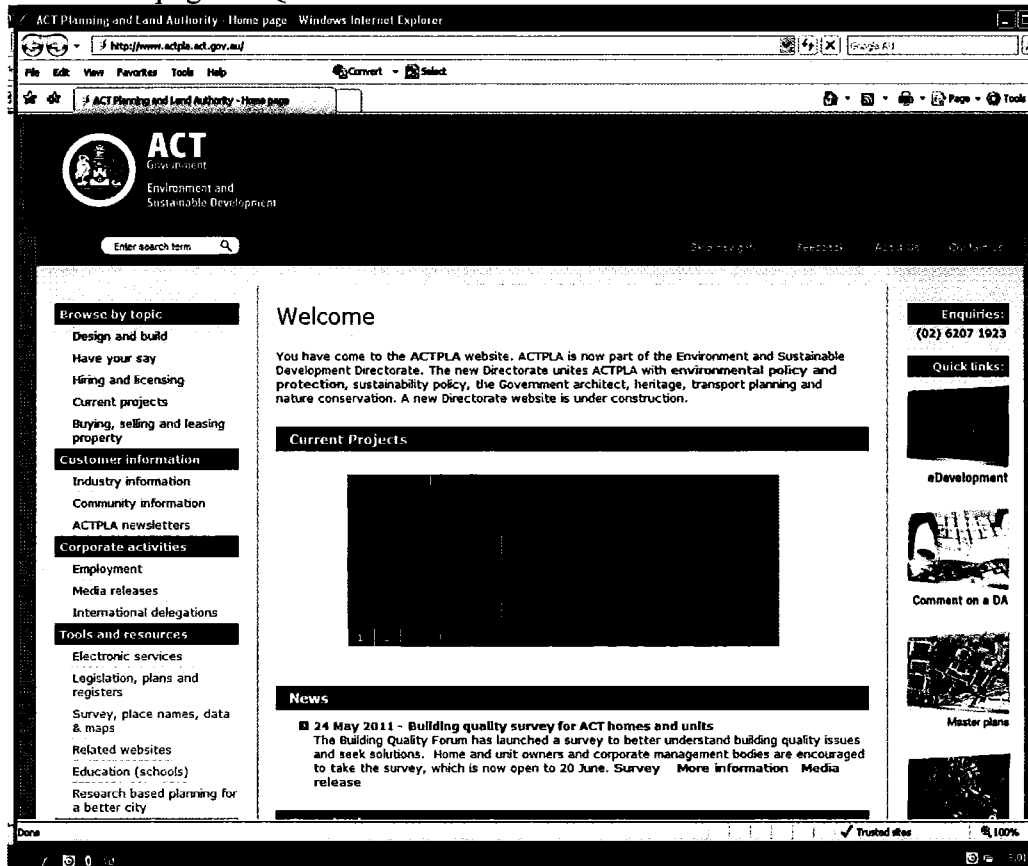 ACT Planning and Land Authority - Home page - Windows Internet Explorer
http://www.actpla.act.gov.au/
File Edit View Favorites Tools Help
Convert Select
ACT Planning and Land Authority - Home page
Page Tools
ACT
Government
Environment and
Sustainable Development
Enter search term
Feedback About Us Contact us
Browse by topic
Design and build
Have your say
Hiring and licensing
Current projects
Buying, selling and leasing
property
Customer information
Industry information
Community information
ACTPLA newsletters
Corporate activities
Employment
Media releases
International delegations
Tools and resources
Electronic services
Legislation, plans and
registers
Survey, place names, data
& maps
Related websites
Education (schools)
Research based planning for
a better city
Welcome
You have come to the ACTPLA website. ACTPLA is now part of the Environment and Sustainable
Development Directorate. The new Directorate unites ACTPLA with environmental policy and
protection, sustainability policy, the Government architect, heritage, transport planning and
nature conservation. A new Directorate website is under construction.
Current Projects
News
24 May 2011 - Building quality survey for ACT homes and units
The Building Quality Forum has launched a survey to better understand building quality issues
and seek solutions. Home and unit owners and corporate management bodies are encouraged
to take the survey, which is now open to 20 June. Survey More information Media
release
Enquiries:
(02) 6207 1923
Quick links:
eDevelopment
Comment on a DA
Master plans
Done
Trusted sites
100%